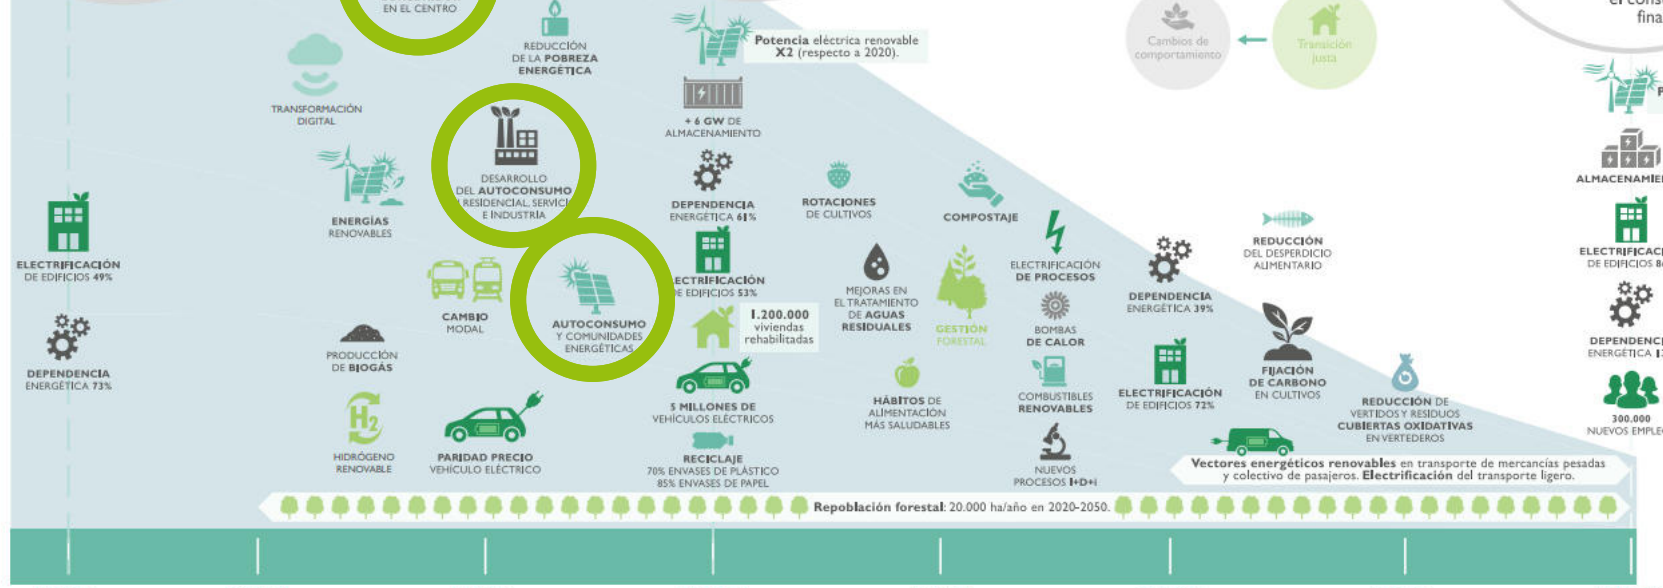 EN EL CENTRO
REDUCCIÓN
DE LA POBREZA
ENERGÉTICA
Potencia eléctrica renovable
X2 (respecto a 2020).
Cambios de
comportamiento
Transición
justa
TRANSFORMACIÓN
DIGITAL
+ 6 GW DE
ALMACENAMIENTO
DESARROLLO
DEL AUTOCONSUMO
RESIDENCIAL, SERVICI
E INDUSTRIA
ENERGÍAS
RENOVABLES
DEPENDENCIA
ENERGÉTICA 61%
ROTACIONES
DE CULTIVOS
COMPOSTAJE
ALMACENAMIE
ELECTRIFICACIÓN
DE EDIFICIOS 49%
CAMBIO
MODAL
AUTOCONSUMO
Y COMUNIDADES
ENERGÉTICAS
ECTRIFICACIÓN
DE EDIFICIOS 53%
1.200.000
viviendas
rehabilitadas
MEJORAS EN
EL TRATAMIENTO
DE AGUAS
RESIDUALES
GESTIÓN
FORESTAL
ELECTRIFICACIÓN
DE PROCESOS
BOMBAS
DE CALOR
DEPENDENCIA
ENERGÉTICA 39%
REDUCCIÓN
DEL DESPERDICIO
ALIMENTARIO
ELECTRIFICACI
DE EDIFICIOS 8
DEPENDENCIA
ENERGÉTICA 73%
PRODUCCIÓN
DE BIOGÁS
H2
HIDRÓGENO
RENOVABLE
PARIDAD PRECIO
VEHÍCULO ELÉCTRICO
5 MILLONES DE
VEHÍCULOS ELÉCTRICOS
RECICLAJE
70% ENVASES DE PLÁSTICO
85% ENVASES DE PAPEL
HÁBITOS DE
ALIMENTACIÓN
MÁS SALUDABLES
COMBUSTIBLES
RENOVABLES
NUEVOS
PROCESOS I+D+i
ELECTRIFICACIÓN
DE EDIFICIOS 72%
FIJACIÓN
DE CARBONO
EN CULTIVOS
REDUCCIÓN DE
VERTIDOS Y RESIDUOS
CUBIERTAS OXIDATIVAS
EN VERTEDEROS
DEPENDENCI
ENERGÉTICA 1
300.000
NUEVOS EMPLE
Vectores energéticos renovables en transporte de mercancías pesadas
y colectivo de pasajeros. Electrificación del transporte ligero.
Repoblación forestal: 20.000 ha/año en 2020-2050.